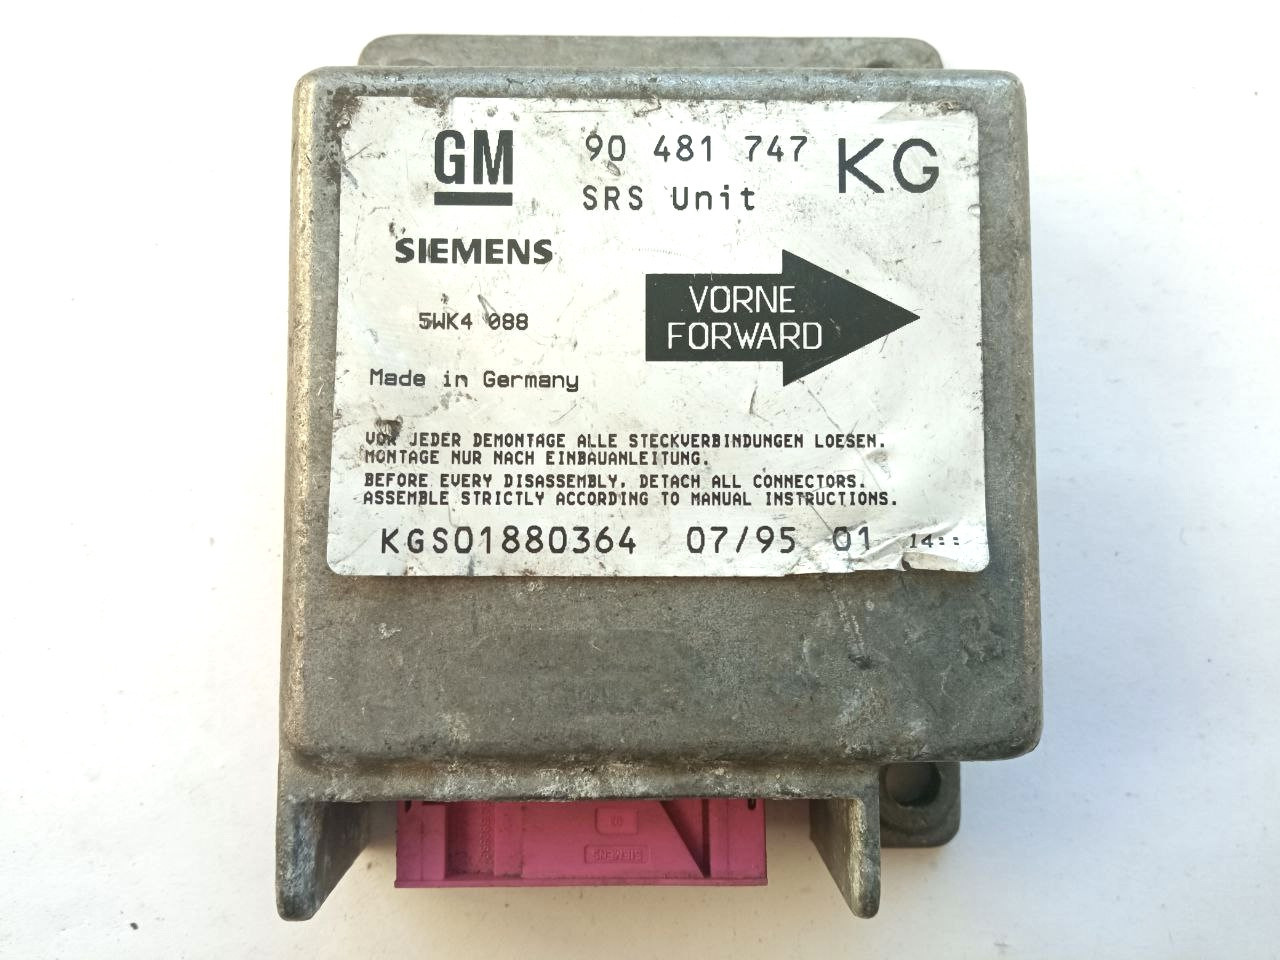 GM
90 481 747 KG
SRS Unit
SIEMENS
5WK4 088
VORNE
FORWARD
Made in Germany
VOR JEDER DEMONTAGE ALLE STECKVERBINDUNGEN LOESEN.
MONTAGE NUR NACH EINBAUANLEITUNG.
BEFORE EVERY DISASSEMBLY, DETACH ALL CONNECTORS.
ASSEMBLE STRICTLY ACCORDING TO MANUAL INSTRUCTIONS.
KGS01880364 07/95 01
SIEMENS